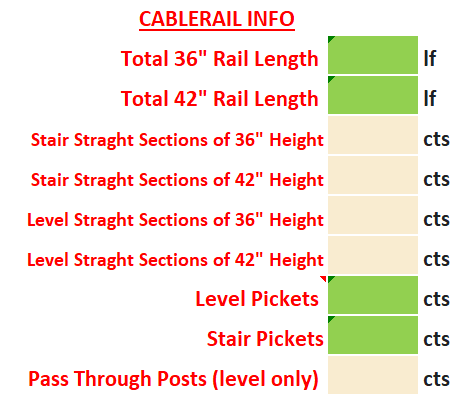 CABLERAIL INFO
Total 36" Rail Length lf
Total 42" Rail Length lf
Stair Straght Sections of 36" Height cts
Stair Straght Sections of 42" Height cts
Level Straght Sections of 36" Height cts
Level Straght Sections of 42" Height cts
Level Pickets cts
Stair Pickets cts
Pass Through Posts (level only) cts